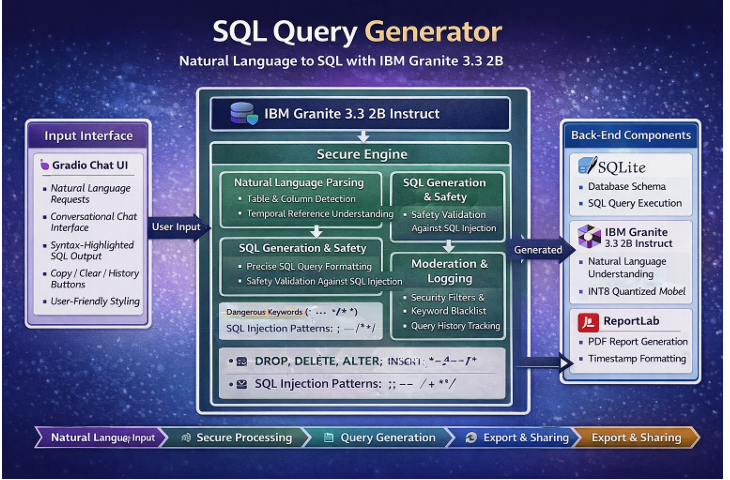 SQL Query Generator
Natural Language to SQL with IBM Granite 3.3 2B
Input Interface
Gradio Chat UI
Natural Language
Requests
Conversational Chat
Interface
Syntax-Highlighted
SQL Output
Copy / Clear / History
Buttons
User-Friendly Styling
User Input
IBM Granite 3.3 2B Instruct
Secure Engine
Natural Language Parsing
Table & Column Detection
Temporal Reference Understanding
SQL Generation & Safety
Precise SQL Query Formatting
Safety Validation Against SQL Injection
SQL Generation
& Safety
Safety Validation
Against SQL Injection
Moderation &
Logging
Security Filters &
Keyword Blacklist
Query History Tracking
Dangerous Keywords
SQL Injection Patterns:
DROP, DELETE, ALTER;
SQL Injection Patterns:
Generated
Back-End Components
SQLite
Database Schema
SQL Query Execution
IBM Granite
3.3 2B Instruct
Natural Language
Understanding
INT8 Quantized Mobel
ReportLab
PDF Report Generation
Timestamp Formatting
Natural Input
Secure Processing
Query Generation
Export & Sharing
Export & Sharing